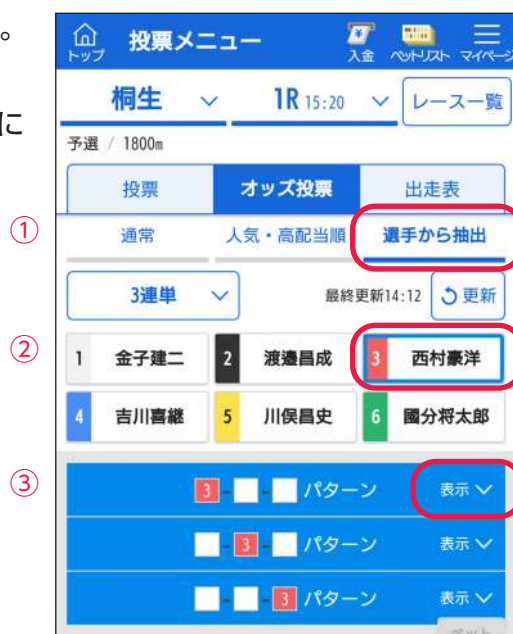 。
に
投票メニュー
トップ 入金 ベットリスト マイページ
桐生 1R 15:20 レース一覧
予選 / 1800m
投票 オッズ投票 出走表
① 通常 人気・高配当順 選手から抽出
3連単 最終更新14:12 更新
② 1 金子建二 2 渡邉昌成 3 西村豪洋
4 吉川喜継 5 川俣昌史 6 國分将太郎
③ 3 - - パターン 表示
- 3 - パターン 表示
- - 3 パターン 表示
ベット